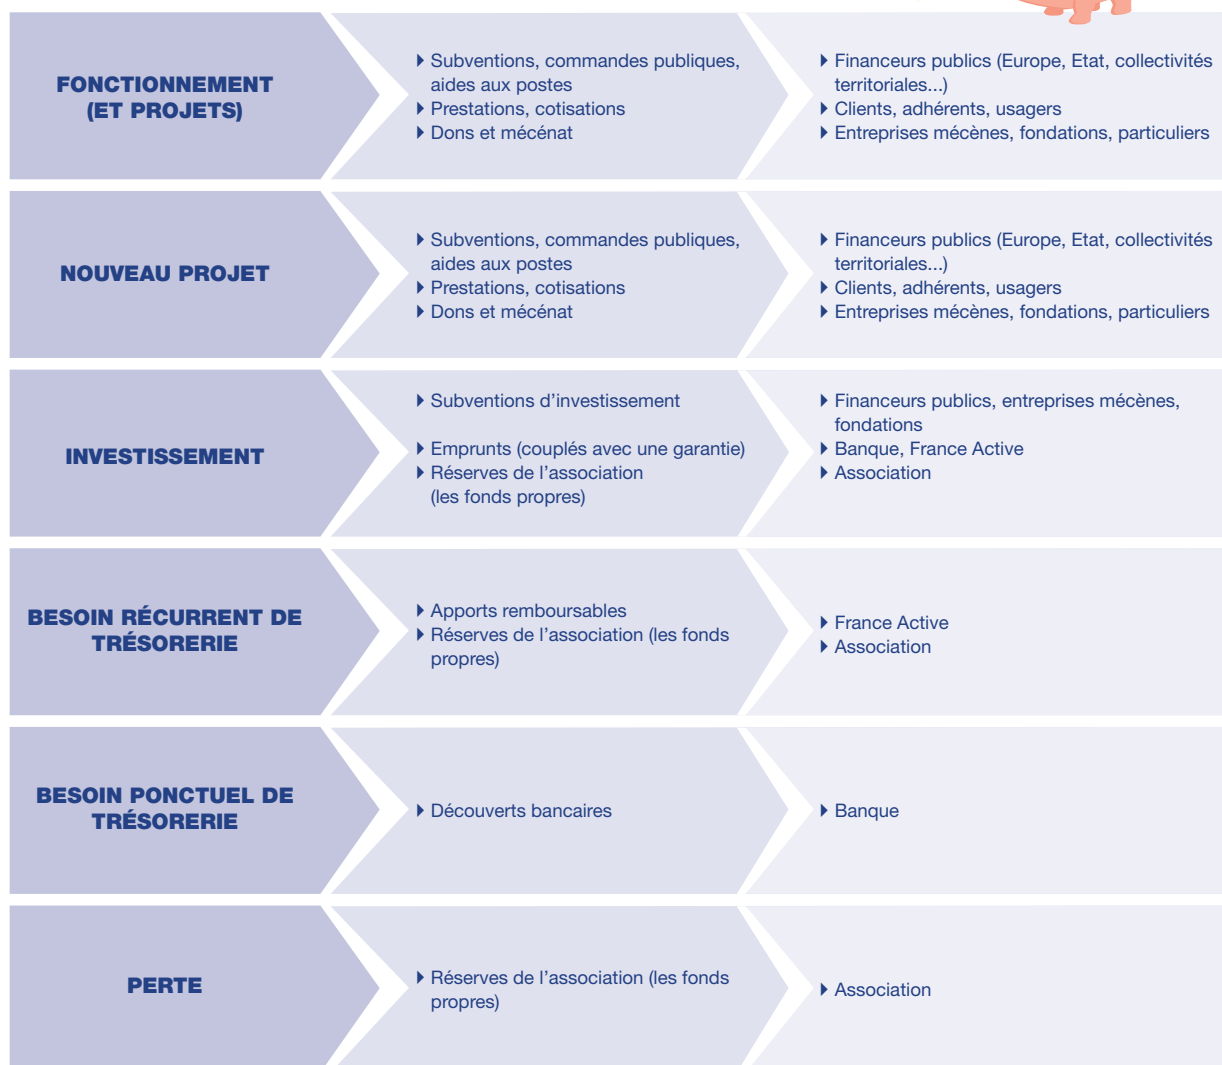 FONCTIONNEMENT
(ET PROJETS)
Subventions, commandes publiques,
aides aux postes
Prestations, cotisations
Dons et mécénat
Financeurs publics (Europe, Etat, collectivités
territoriales...)
Clients, adhérents, usagers
Entreprises mécènes, fondations, particuliers
NOUVEAU PROJET
Subventions, commandes publiques,
aides aux postes
Prestations, cotisations
Dons et mécénat
Financeurs publics (Europe, Etat, collectivités
territoriales...)
Clients, adhérents, usagers
Entreprises mécènes, fondations, particuliers
INVESTISSEMENT
Subventions d’investissement
Emprunts (couplés avec une garantie)
Réserves de l’association
(les fonds propres)
Financeurs publics, entreprises mécènes,
fondations
Banque, France Active
Association
BESOIN RÉCURRENT DE
TRÉSORERIE
Apports remboursables
Réserves de l’association (les fonds
propres)
France Active
Association
BESOIN PONCTUEL DE
TRÉSORERIE
Découverts bancaires
Banque
PERTE
Réserves de l’association (les fonds
propres)
Association